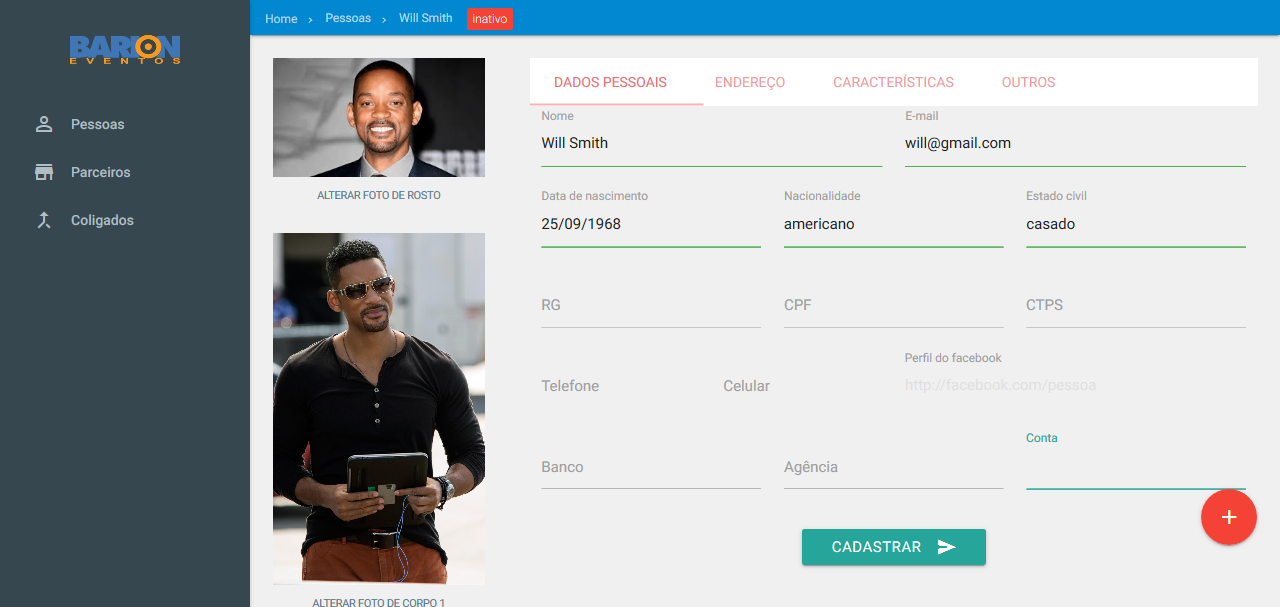 BARION
EVENTOS
Pessoas
Parceiros
Coligados
Home › Pessoas › Will Smith inativo
ALTERAR FOTO DE ROSTO
ALTERAR FOTO DE CORPO 1
DADOS PESSOAIS ENDEREÇO CARACTERÍSTICAS OUTROS
Nome E-mail
Will Smith will@gmail.com
Data de nascimento Nacionalidade Estado civil
25/09/1968 americano casado
RG CPF CTPS
Perfil do facebook
Telefone Celular http://facebook.com/pessoa
Conta
Banco Agência
+
CADASTRAR